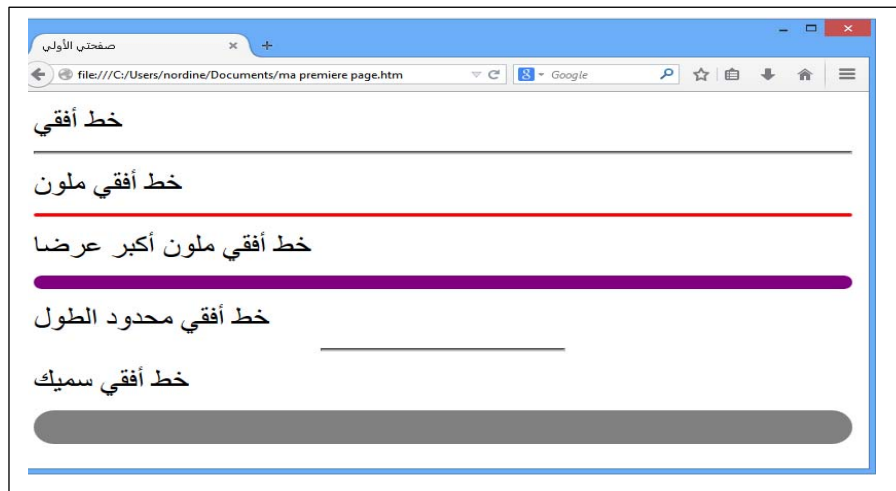 صفحتي الأولي
file:///C:/Users/nordine/Documents/ma premiere page.htm
Google
خط أفقي
خط أفقي ملون
خط أفقي ملون أكبر عرضا
خط أفقي محدود الطول
خط أفقي سميك